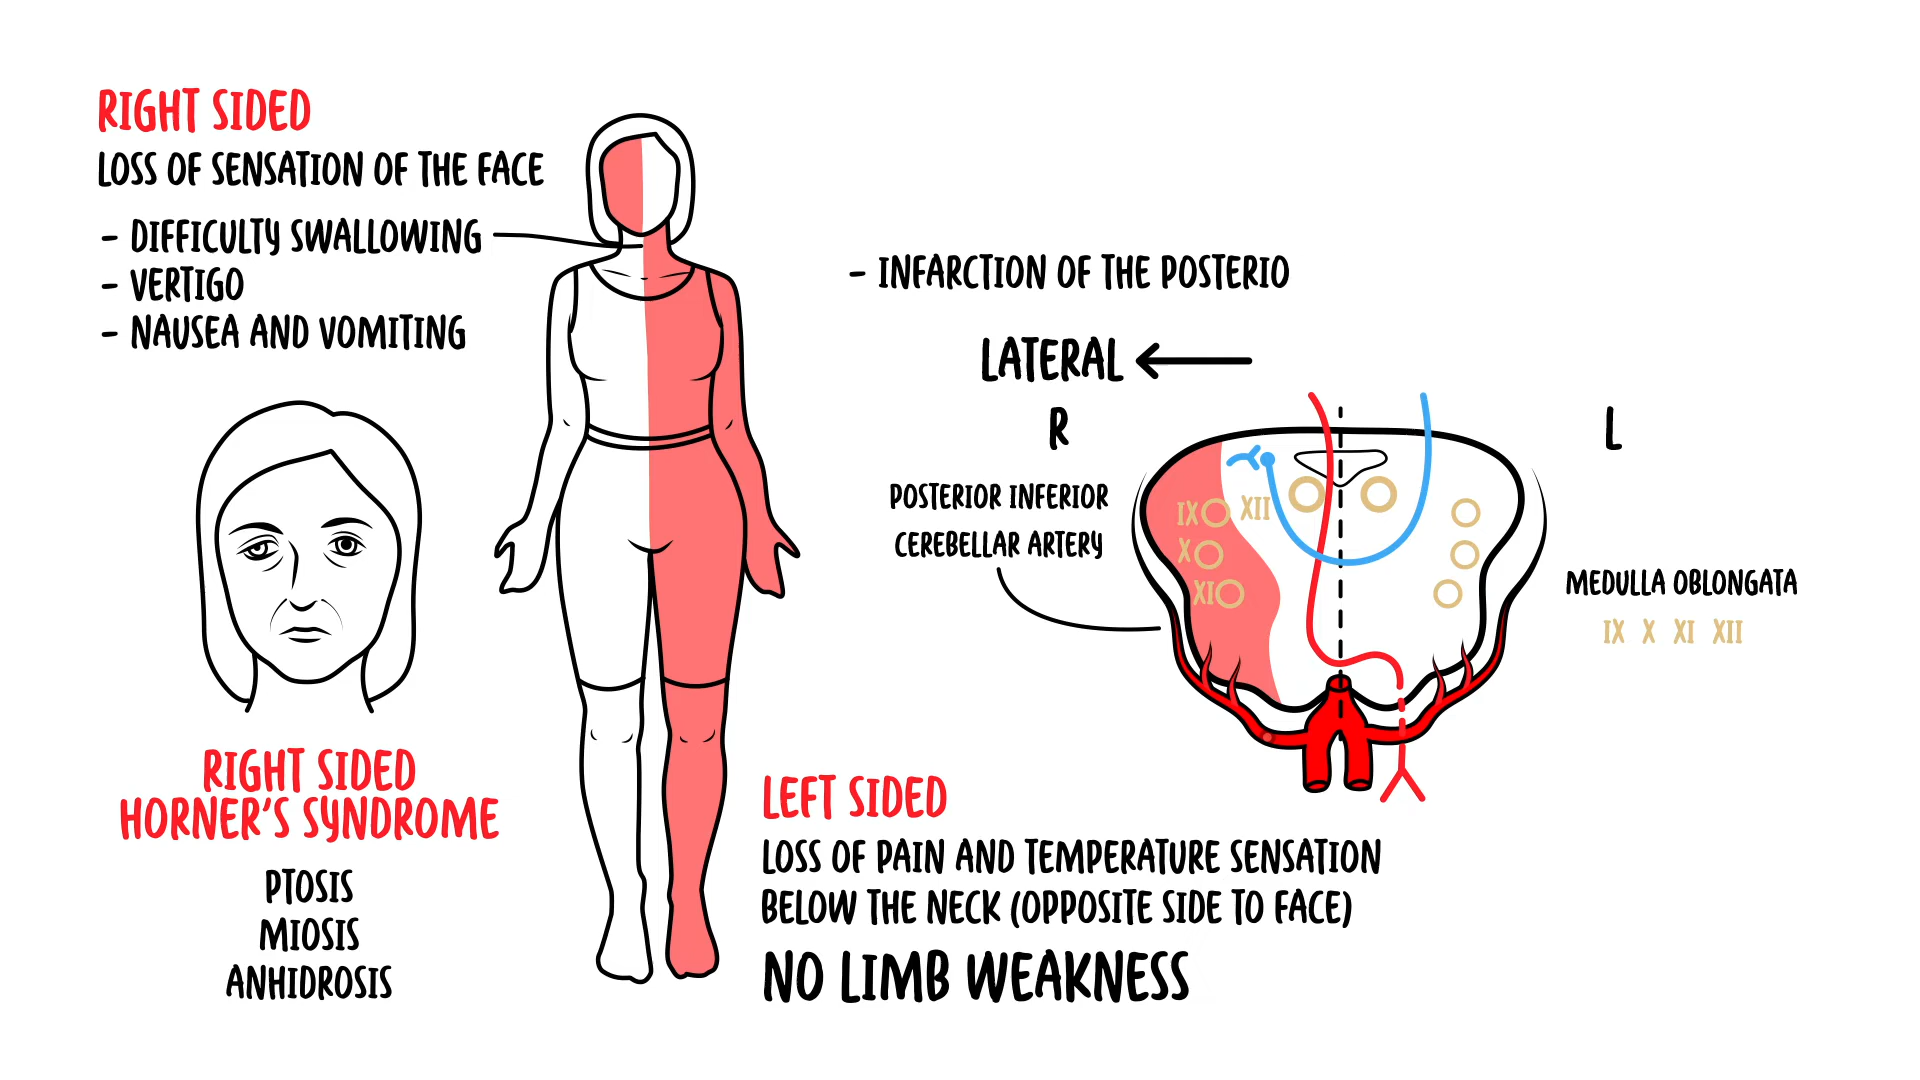 RIGHT SIDED
LOSS OF SENSATION OF THE FACE
- DIFFICULTY SWALLOWING
- VERTIGO
- NAUSEA AND VOMITING
RIGHT SIDED
HORNER'S SYNDROME
PTOSIS
MIOSIS
ANHIDROSIS
- INFARCTION OF THE POSTERIO
LATERAL
R
L
POSTERIOR INFERIOR
CEREBELLAR ARTERY
IX
XII
X
XI
MEDULLA OBLONGATA
IX X XI XII
LEFT SIDED
LOSS OF PAIN AND TEMPERATURE SENSATION
BELOW THE NECK (OPPOSITE SIDE TO FACE)
NO LIMB WEAKNESS